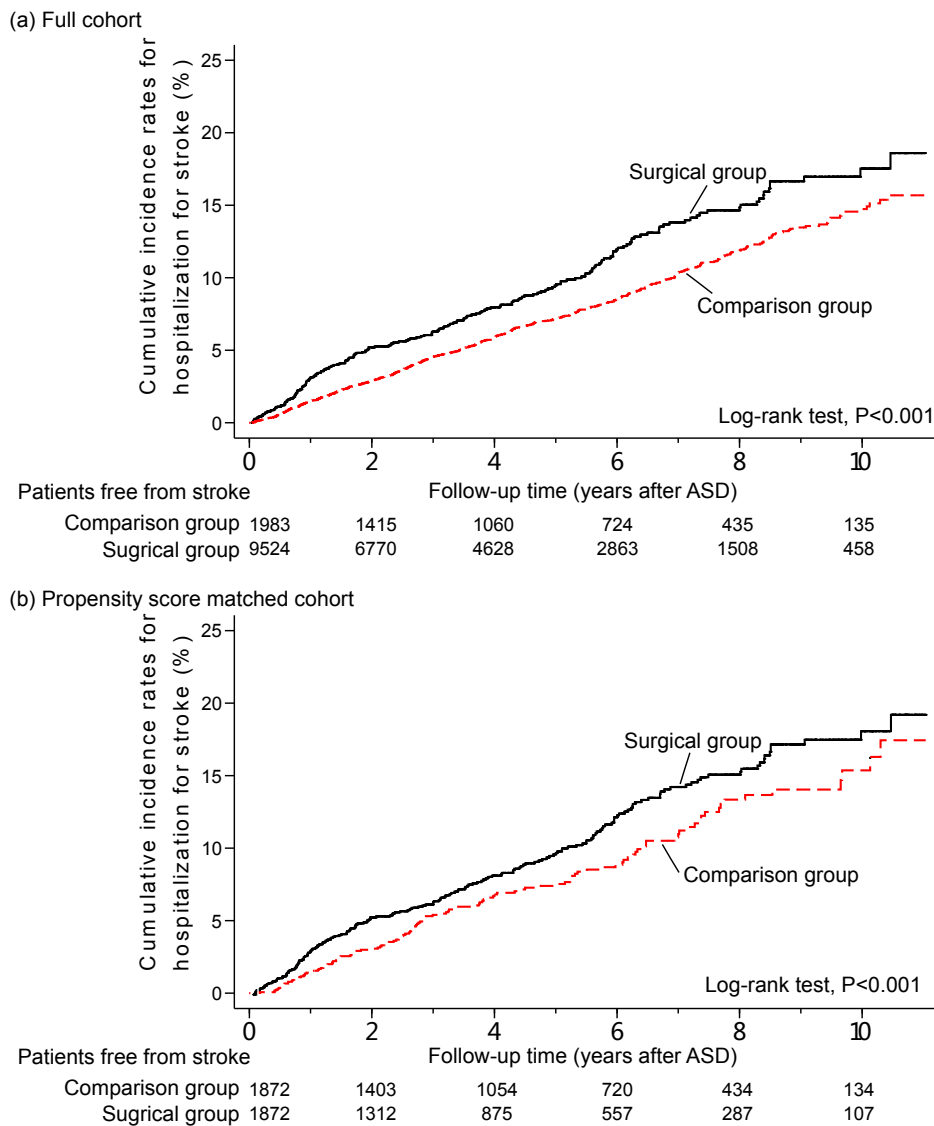 (a) Full cohort
Cumulative incidence rates for
hospitalization for stroke (%)
25
20
15
10
5
0
Surgical group
Comparison group
Log-rank test, P<0.001
0 2 4 6 8 10
Patients free from stroke
Follow-up time (years after ASD)
Comparison group 1983 1415 1060 724 435 135
Sugrical group 9524 6770 4628 2863 1508 458
(b) Propensity score matched cohort
Cumulative incidence rates for
hospitalization for stroke (%)
25
20
15
10
5
0
Surgical group
Comparison group
Log-rank test, P<0.001
0 2 4 6 8 10
Patients free from stroke
Follow-up time (years after ASD)
Comparison group 1872 1403 1054 720 434 134
Sugrical group 1872 1312 875 557 287 107